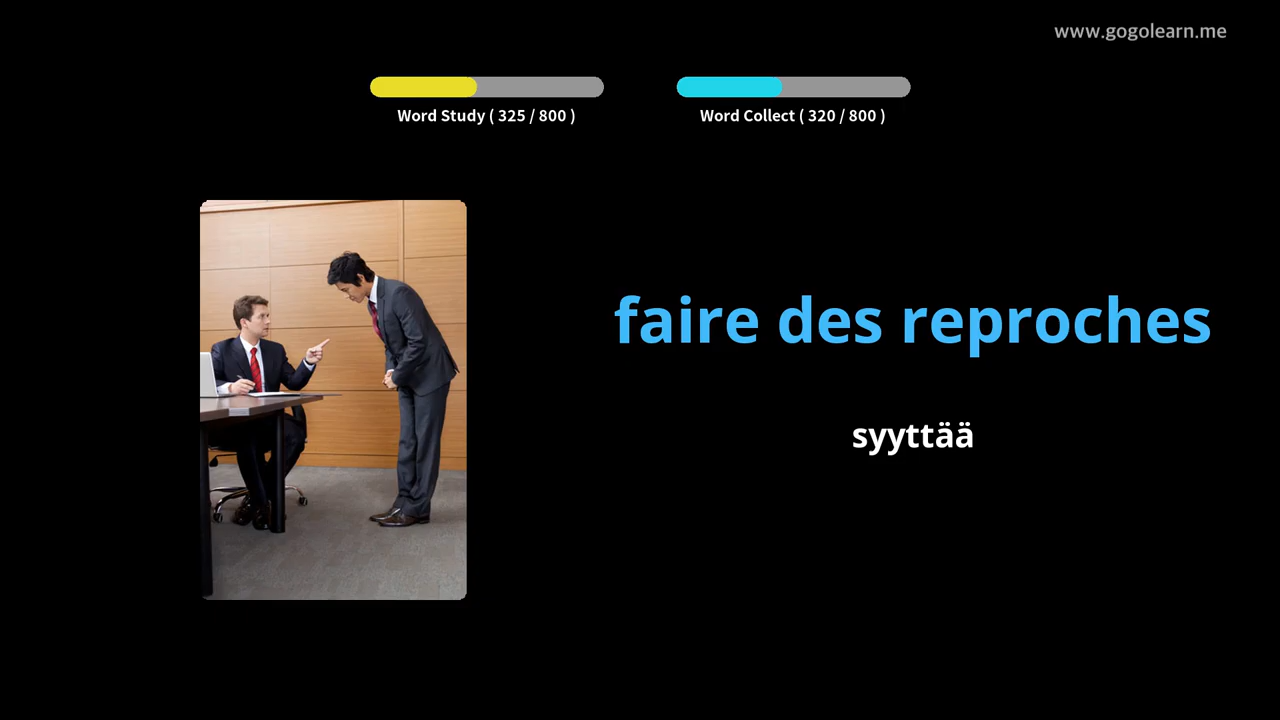 www.gogolearn.me
Word Study ( 325 / 800 )
Word Collect ( 320 / 800 )
faire des reproches
syyttää